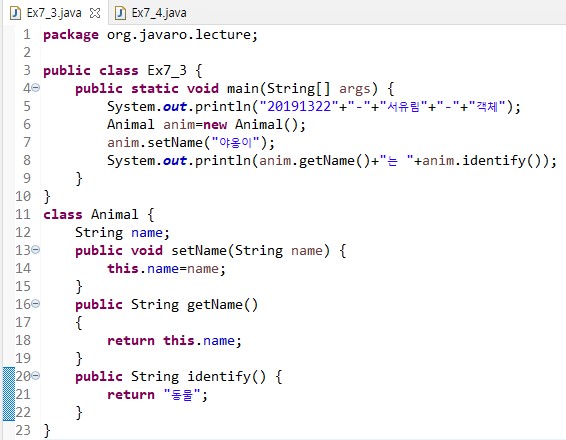 Ex7_3.java Ex7_4.java
1 package org.javaro.lecture;
2
3 public class Ex7_3 {
4 public static void main(String[] args) {
5 System.out.println("20191322"+"-"+"서유림"+"-"+"객체");
6 Animal anim=new Animal();
7 anim.setName("야옹이");
8 System.out.println(anim.getName()+"는 "+anim.identify());
9 }
10 }
11 class Animal {
12 String name;
13 public void setName(String name) {
14 this.name=name;
15 }
16 public String getName()
17 {
18 return this.name;
19 }
20 public String identify() {
21 return "동물";
22 }
23 }